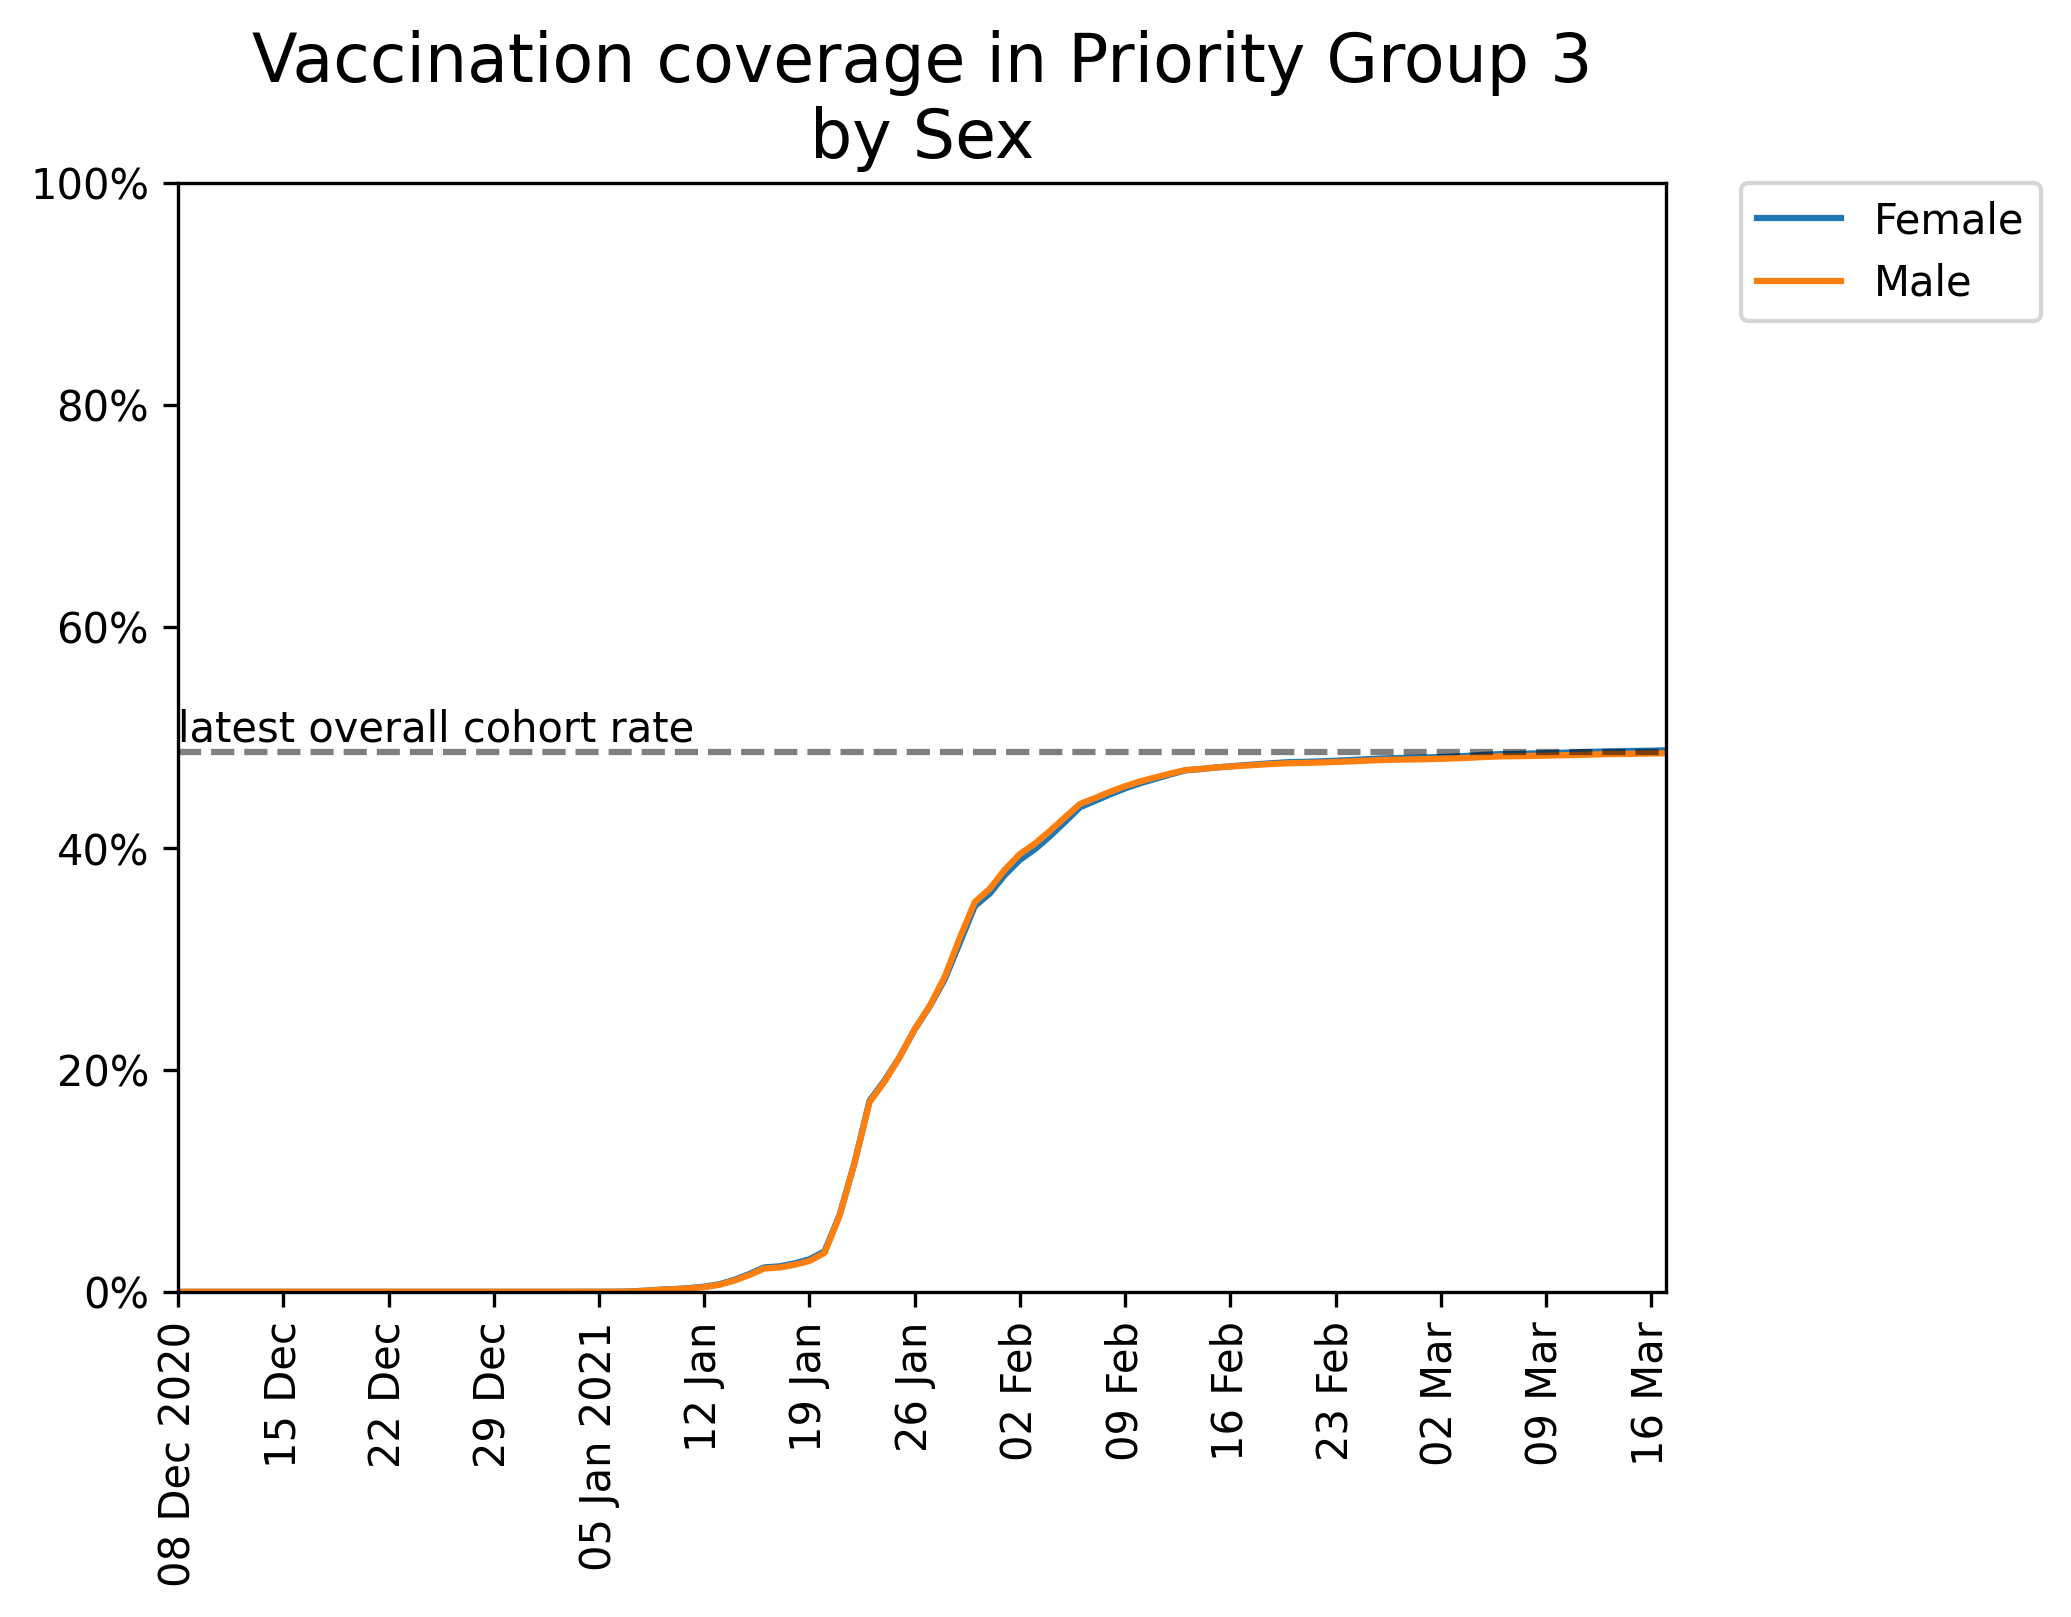 Vaccination coverage in Priority Group 3
by Sex
100%
80%
60%
40%
20%
0%
latest overall cohort rate
Female
Male
08 Dec 2020
15 Dec
22 Dec
29 Dec
05 Jan 2021
12 Jan
19 Jan
26 Jan
02 Feb
09 Feb
16 Feb
23 Feb
02 Mar
09 Mar
16 Mar